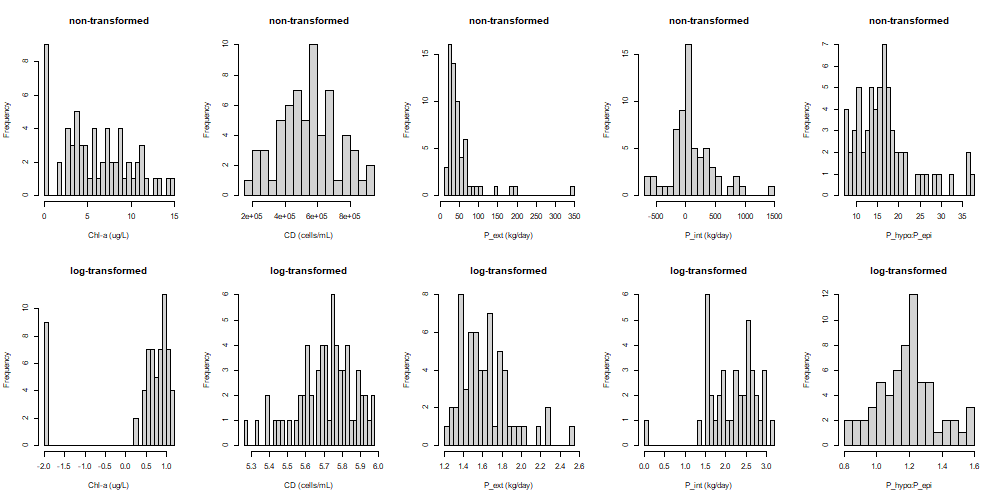 non-transformed
non-transformed
non-transformed
non-transformed
non-transformed
Frequency
0 2 4 6 8
0 5 10 15
Chl-a (ug/L)
Frequency
0 2 4 6 8 10
2e+05 4e+05 6e+05 8e+05
CD (cells/mL)
Frequency
0 5 10 15
0 50 100 150 200 250 300 350
P_ext (kg/day)
Frequency
0 5 10 15
-500 0 500 1000 1500
P_int (kg/day)
Frequency
0 1 2 3 4 5 6 7
10 15 20 25 30 35
P_hypo:P_epi
log-transformed
log-transformed
log-transformed
log-transformed
log-transformed
Frequency
0 2 4 6 8 10
-2.0 -1.5 -1.0 -0.5 0.0 0.5 1.0
Chl-a (ug/L)
Frequency
0 1 2 3 4 5 6
5.3 5.4 5.5 5.6 5.7 5.8 5.9 6.0
CD (cells/mL)
Frequency
0 2 4 6 8
1.2 1.4 1.6 1.8 2.0 2.2 2.4 2.6
P_ext (kg/day)
Frequency
0 1 2 3 4 5 6
0.0 0.5 1.0 1.5 2.0 2.5 3.0
P_int (kg/day)
Frequency
0 2 4 6 8 10 12
0.8 1.0 1.2 1.4 1.6
P_hypo:P_epi